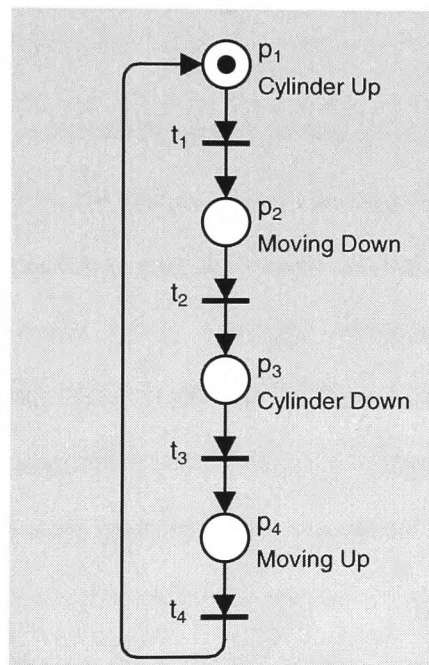 p₁
Cylinder Up
t₁
p₂
Moving Down
t₂
p₃
Cylinder Down
t₃
p₄
Moving Up
t₄